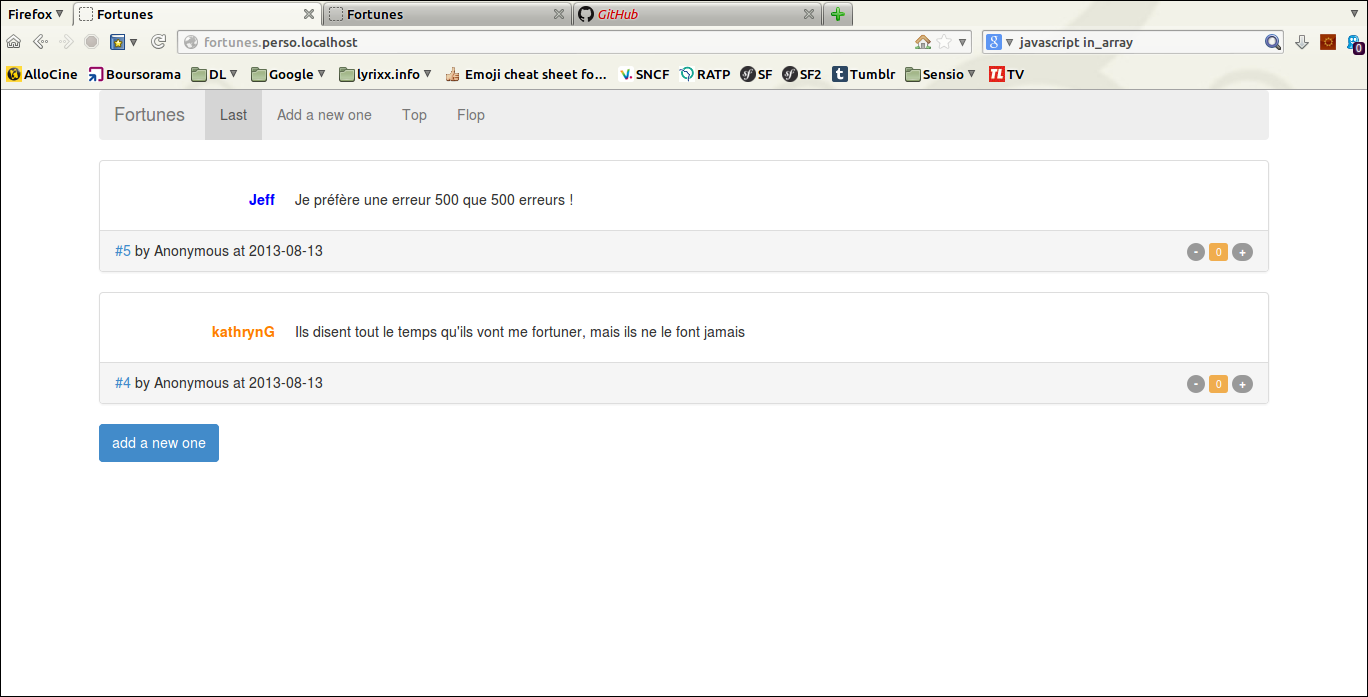 Firefox
Fortunes
Fortunes
GitHub
fortunes.perso.localhost
javascript in_array
0
AlloCine Boursorama DL Google lyrixx.info Emoji cheat sheet fo... SNCF RATP SF SF2 Tumblr Sensio TV
Fortunes Last Add a new one Top Flop
Jeff Je préfère une erreur 500 que 500 erreurs !
#5 by Anonymous at 2013-08-13 - 0 +
kathrynG Ils disent tout le temps qu'ils vont me fortuner, mais ils ne le font jamais
#4 by Anonymous at 2013-08-13 - 0 +
add a new one